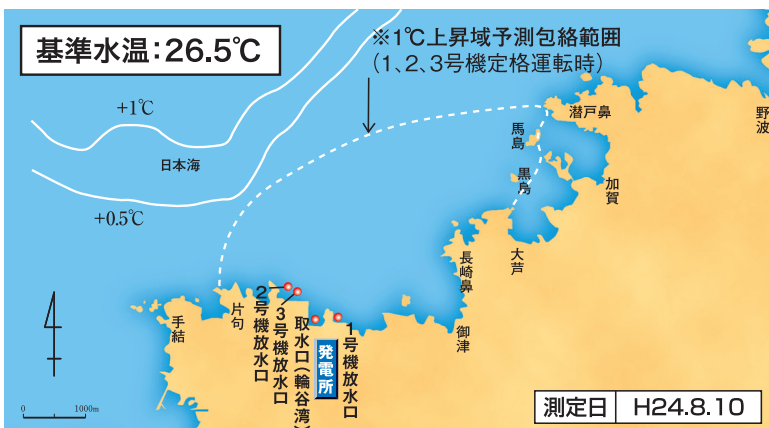 基準水温：26.5℃
※1℃上昇域予測包絡範囲
（1、2、3号機定格運転時）
+1℃
日本海
+0.5℃
潜戸鼻
野波
馬島
黒島
加賀
大芦
長崎鼻
御津
手結
片句
2号機放水口
3号機放水口
取水口（輪谷湾）
発電所
1号機放水口
0
1000m
測定日 H24.8.10